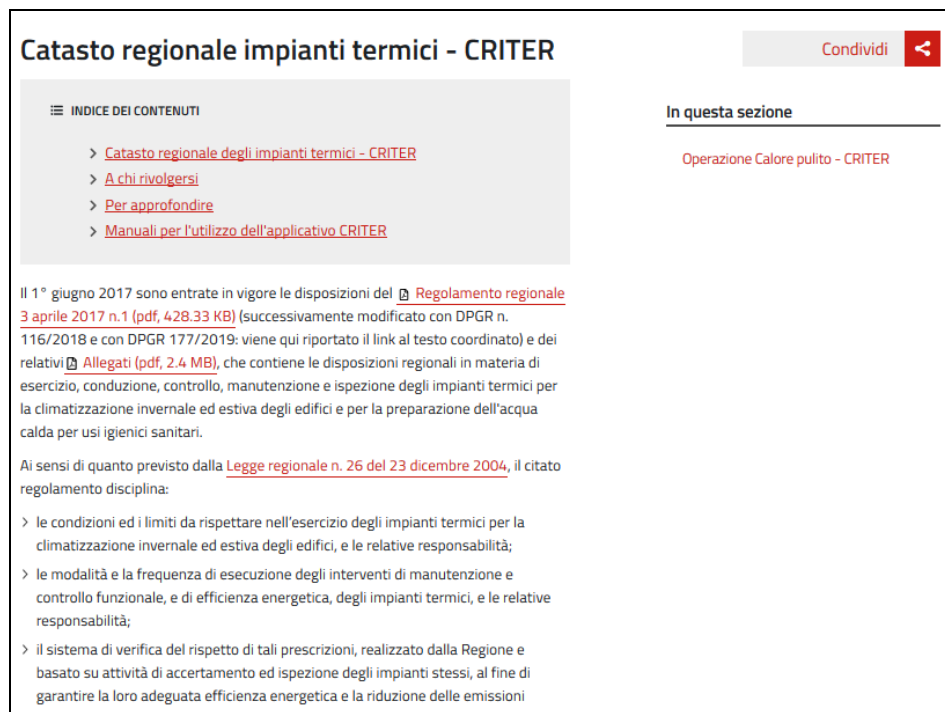 Catasto regionale impianti termici - CRITER
Condividi
INDICE DEI CONTENUTI
Catasto regionale degli impianti termici - CRITER
A chi rivolgersi
Per approfondire
Manuali per l'utilizzo dell'applicativo CRITER
In questa sezione
Operazione Calore pulito - CRITER
Il 1° giugno 2017 sono entrate in vigore le disposizioni del Regolamento regionale
3 aprile 2017 n.1 (pdf, 428.33 KB) (successivamente modificato con DPGR n.
116/2018 e con DPGR 177/2019: viene qui riportato il link al testo coordinato) e dei
relativi Allegati (pdf, 2.4 MB), che contiene le disposizioni regionali in materia di
esercizio, conduzione, controllo, manutenzione e ispezione degli impianti termici per
la climatizzazione invernale ed estiva degli edifici e per la preparazione dell'acqua
calda per usi igienici sanitari.
Ai sensi di quanto previsto dalla Legge regionale n. 26 del 23 dicembre 2004, il citato
regolamento disciplina:
le condizioni ed i limiti da rispettare nell'esercizio degli impianti termici per la
climatizzazione invernale ed estiva degli edifici, e le relative responsabilità;
le modalità e la frequenza di esecuzione degli interventi di manutenzione e
controllo funzionale, e di efficienza energetica, degli impianti termici, e le relative
responsabilità;
il sistema di verifica del rispetto di tali prescrizioni, realizzato dalla Regione e
basato su attività di accertamento ed ispezione degli impianti stessi, al fine di
garantire la loro adeguata efficienza energetica e la riduzione delle emissioni